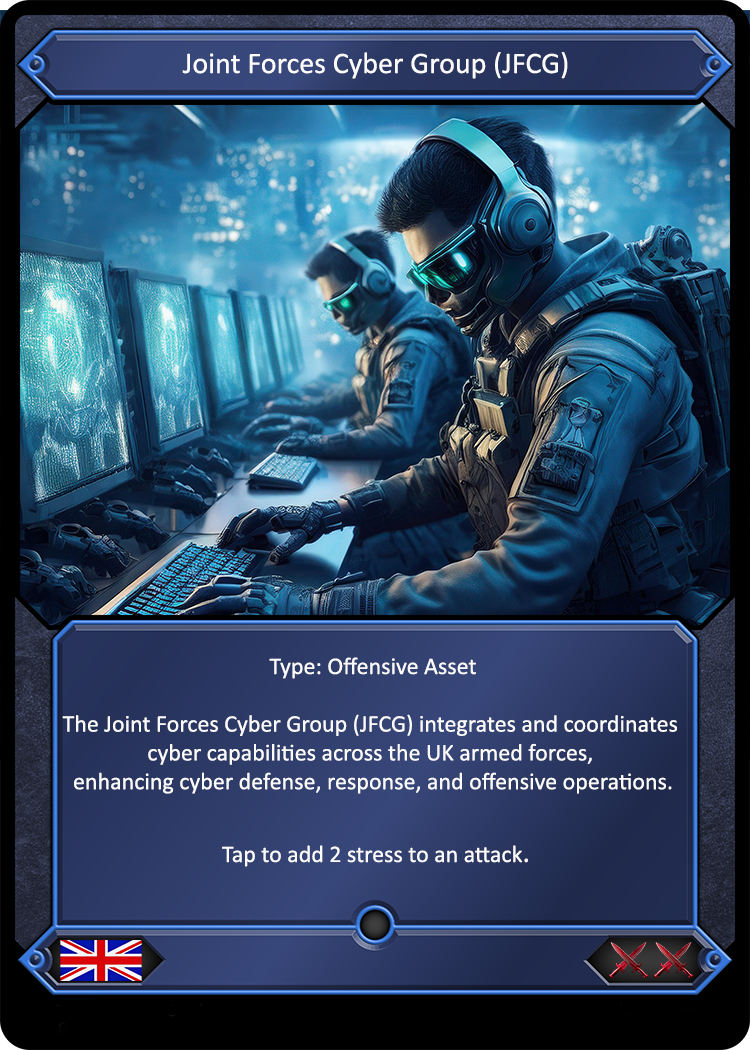 Joint Forces Cyber Group (JFCG)
Type: Offensive Asset
The Joint Forces Cyber Group (JFCG) integrates and coordinates
cyber capabilities across the UK armed forces,
enhancing cyber defense, response, and offensive operations.
Tap to add 2 stress to an attack.